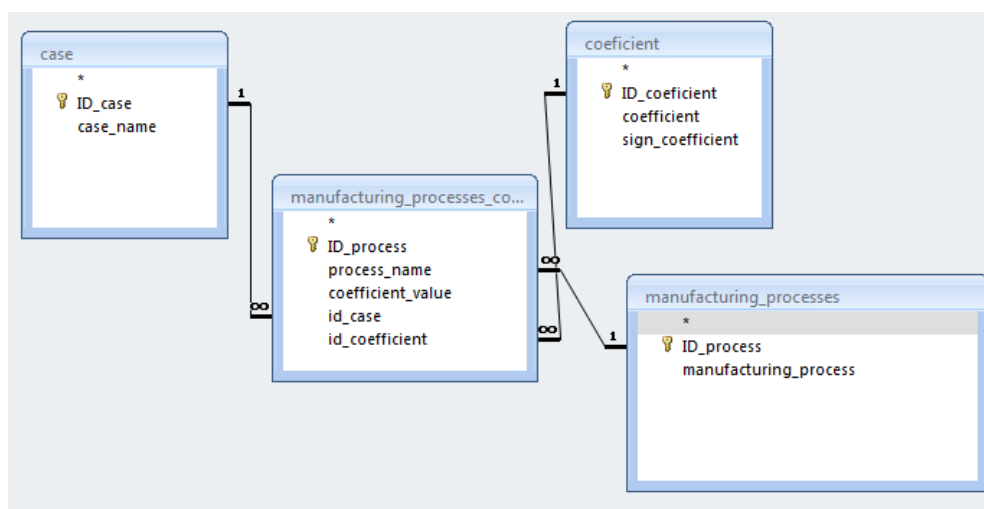 case
*
ID_case
case_name
1
∞
manufacturing_processes_co...
*
ID_process
process_name
coefficient_value
id_case
id_coefficient
∞
∞
coeficient
*
ID_coeficient
coefficient
sign_coefficient
1
1
manufacturing_processes
*
ID_process
manufacturing_process